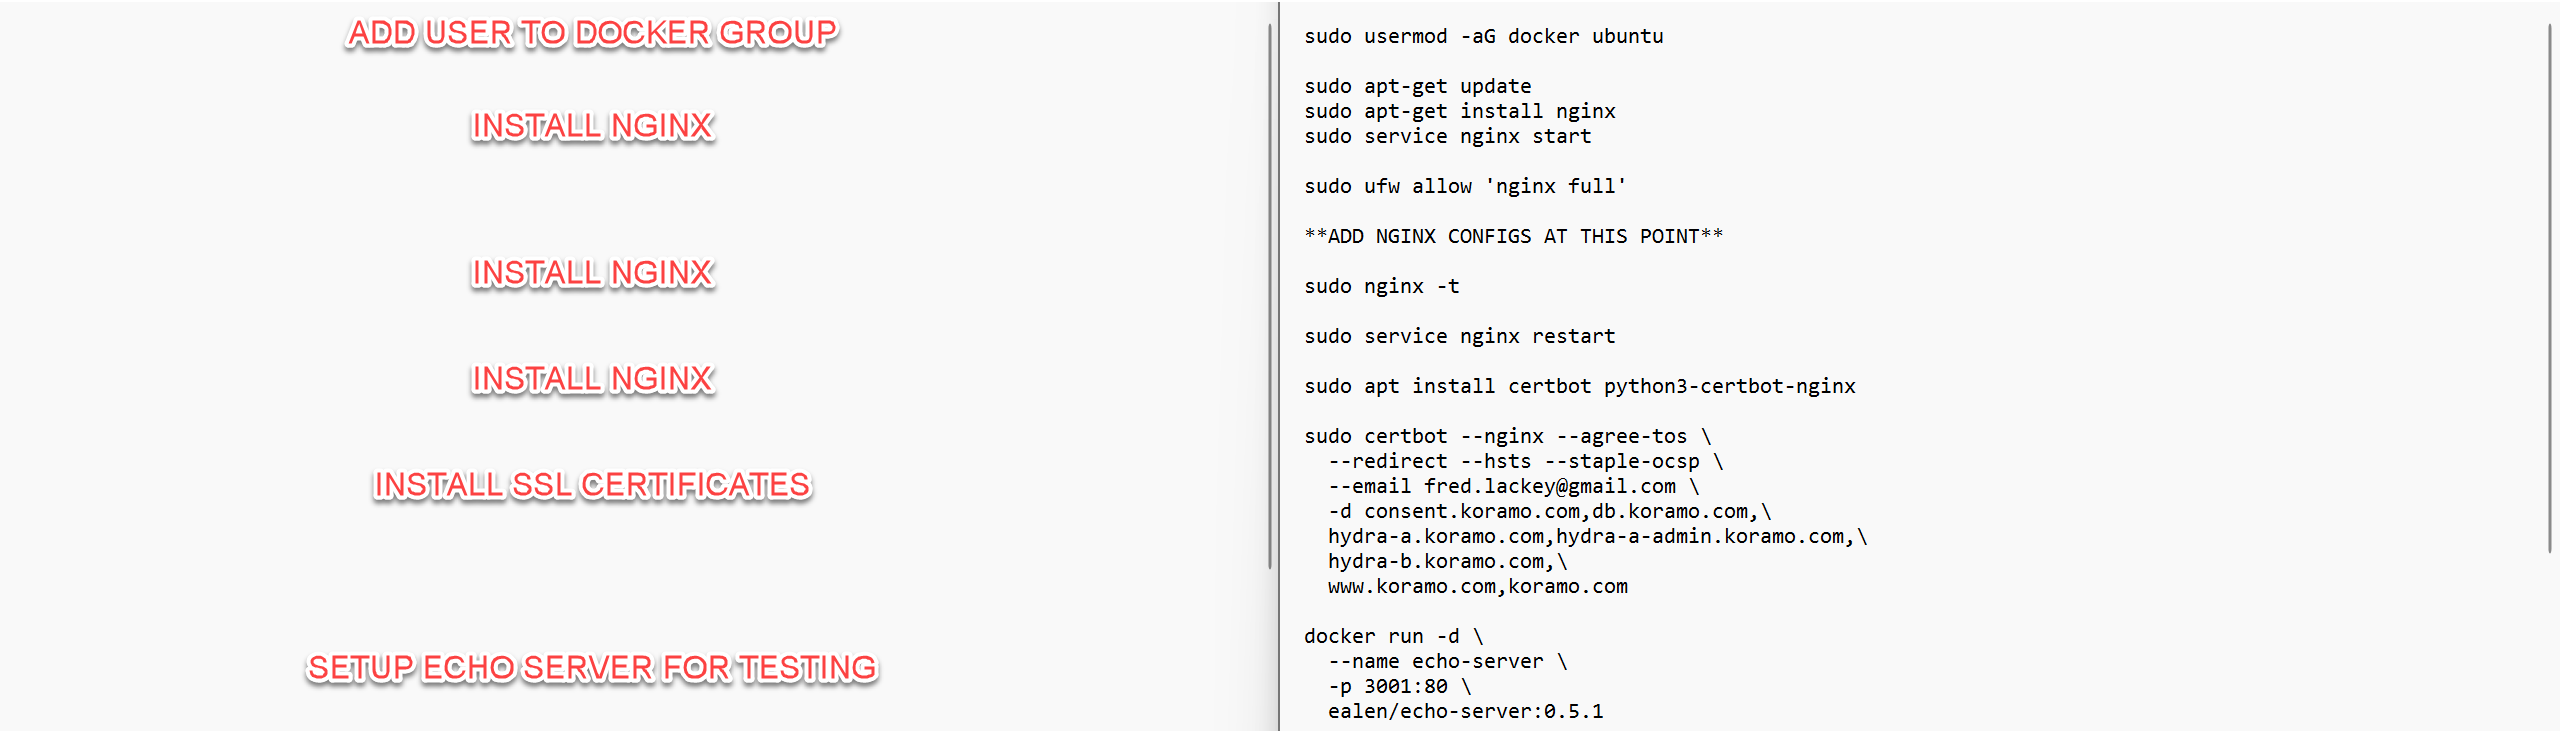 ADD USER TO DOCKER GROUP
INSTALL NGINX
INSTALL NGINX
INSTALL NGINX
INSTALL SSL CERTIFICATES
SETUP ECHO SERVER FOR TESTING
sudo usermod -aG docker ubuntu
sudo apt-get update
sudo apt-get install nginx
sudo service nginx start
sudo ufw allow 'nginx full'
**ADD NGINX CONFIGS AT THIS POINT**
sudo nginx -t
sudo service nginx restart
sudo apt install certbot python3-certbot-nginx
sudo certbot --nginx --agree-tos \
--redirect --hsts --staple-ocsp \
--email fred.lackey@gmail.com \
-d consent.koramo.com,db.koramo.com,\
hydra-a.koramo.com,hydra-a-admin.koramo.com,\
hydra-b.koramo.com,\
www.koramo.com,koramo.com
docker run -d \
--name echo-server \
-p 3001:80 \
ealen/echo-server:0.5.1